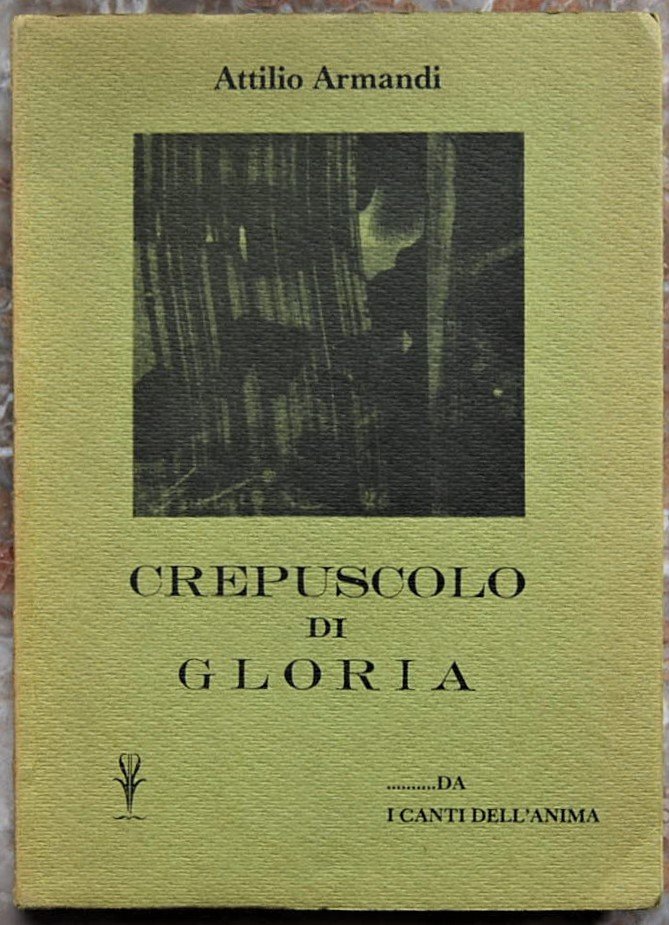 Attilio Armandi
CREPUSCOLO
DI
GLORIA
..........DA
I CANTI DELL'ANIMA